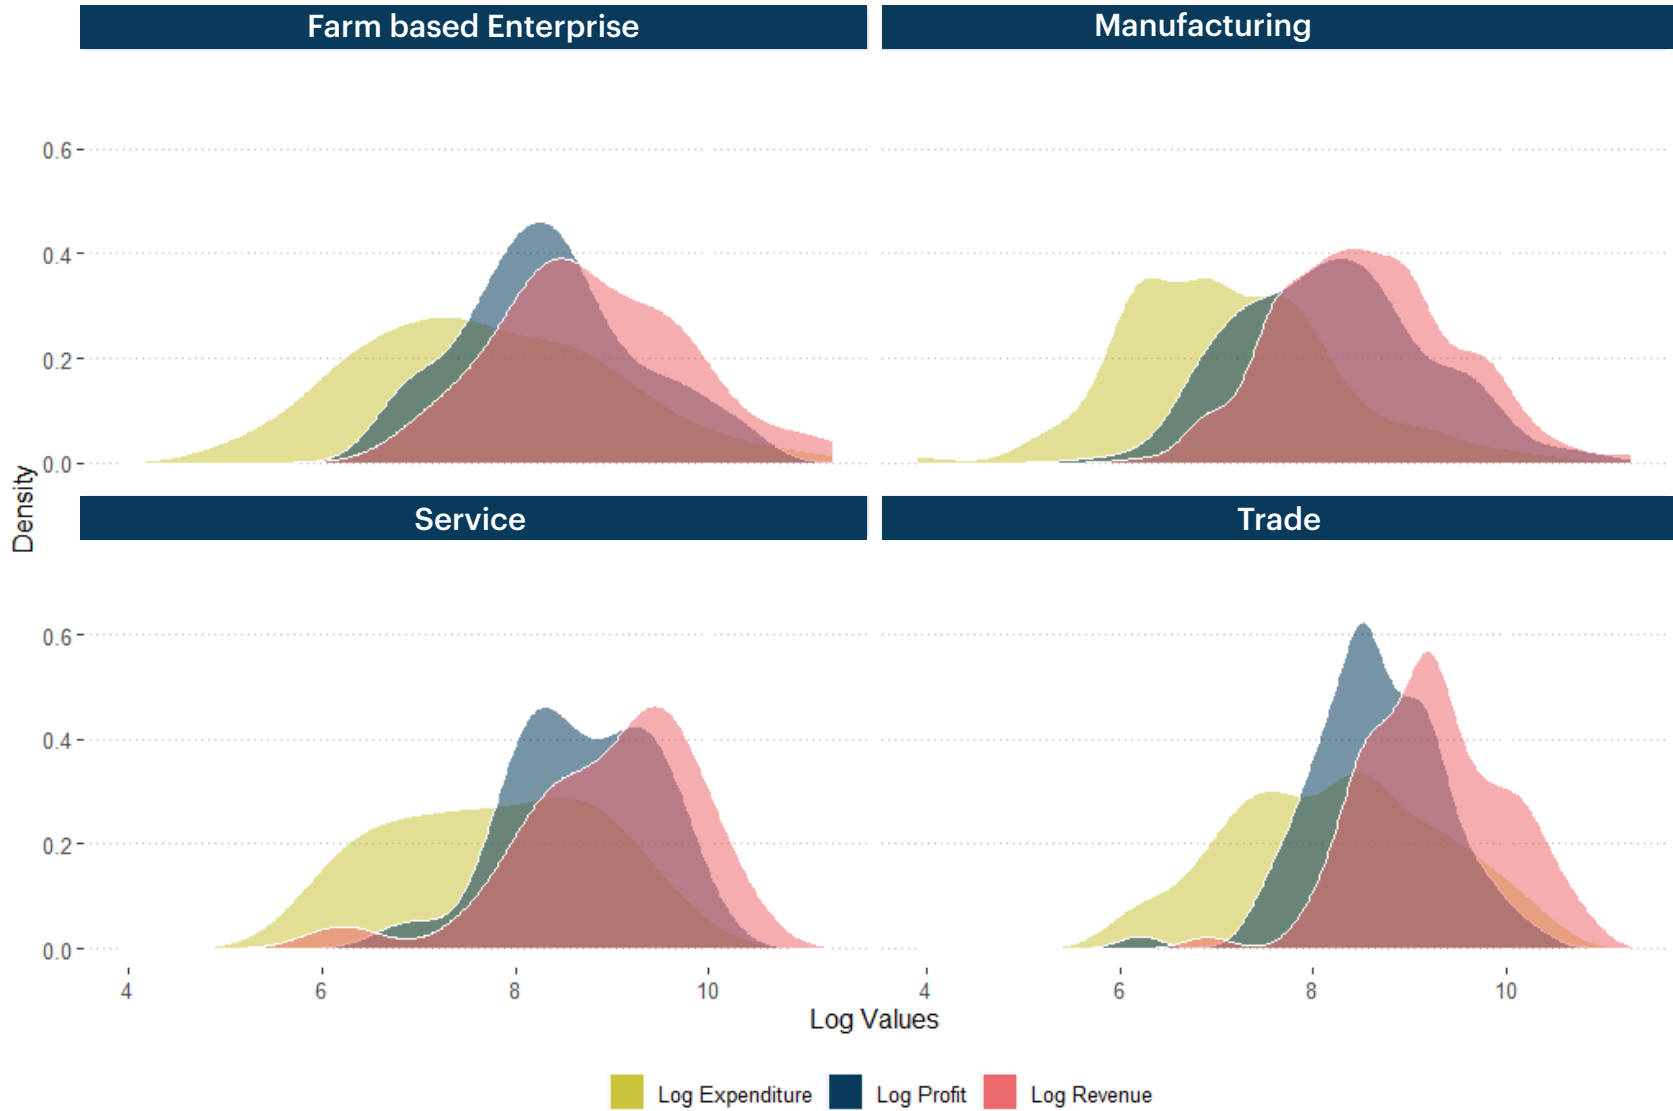 Farm based Enterprise
Manufacturing
0.6
0.4
0.2
0.0
Density
Service
Trade
0.6
0.4
0.2
0.0
4 6 8 10 4 6 8 10
Log Values
Log Expenditure Log Profit Log Revenue